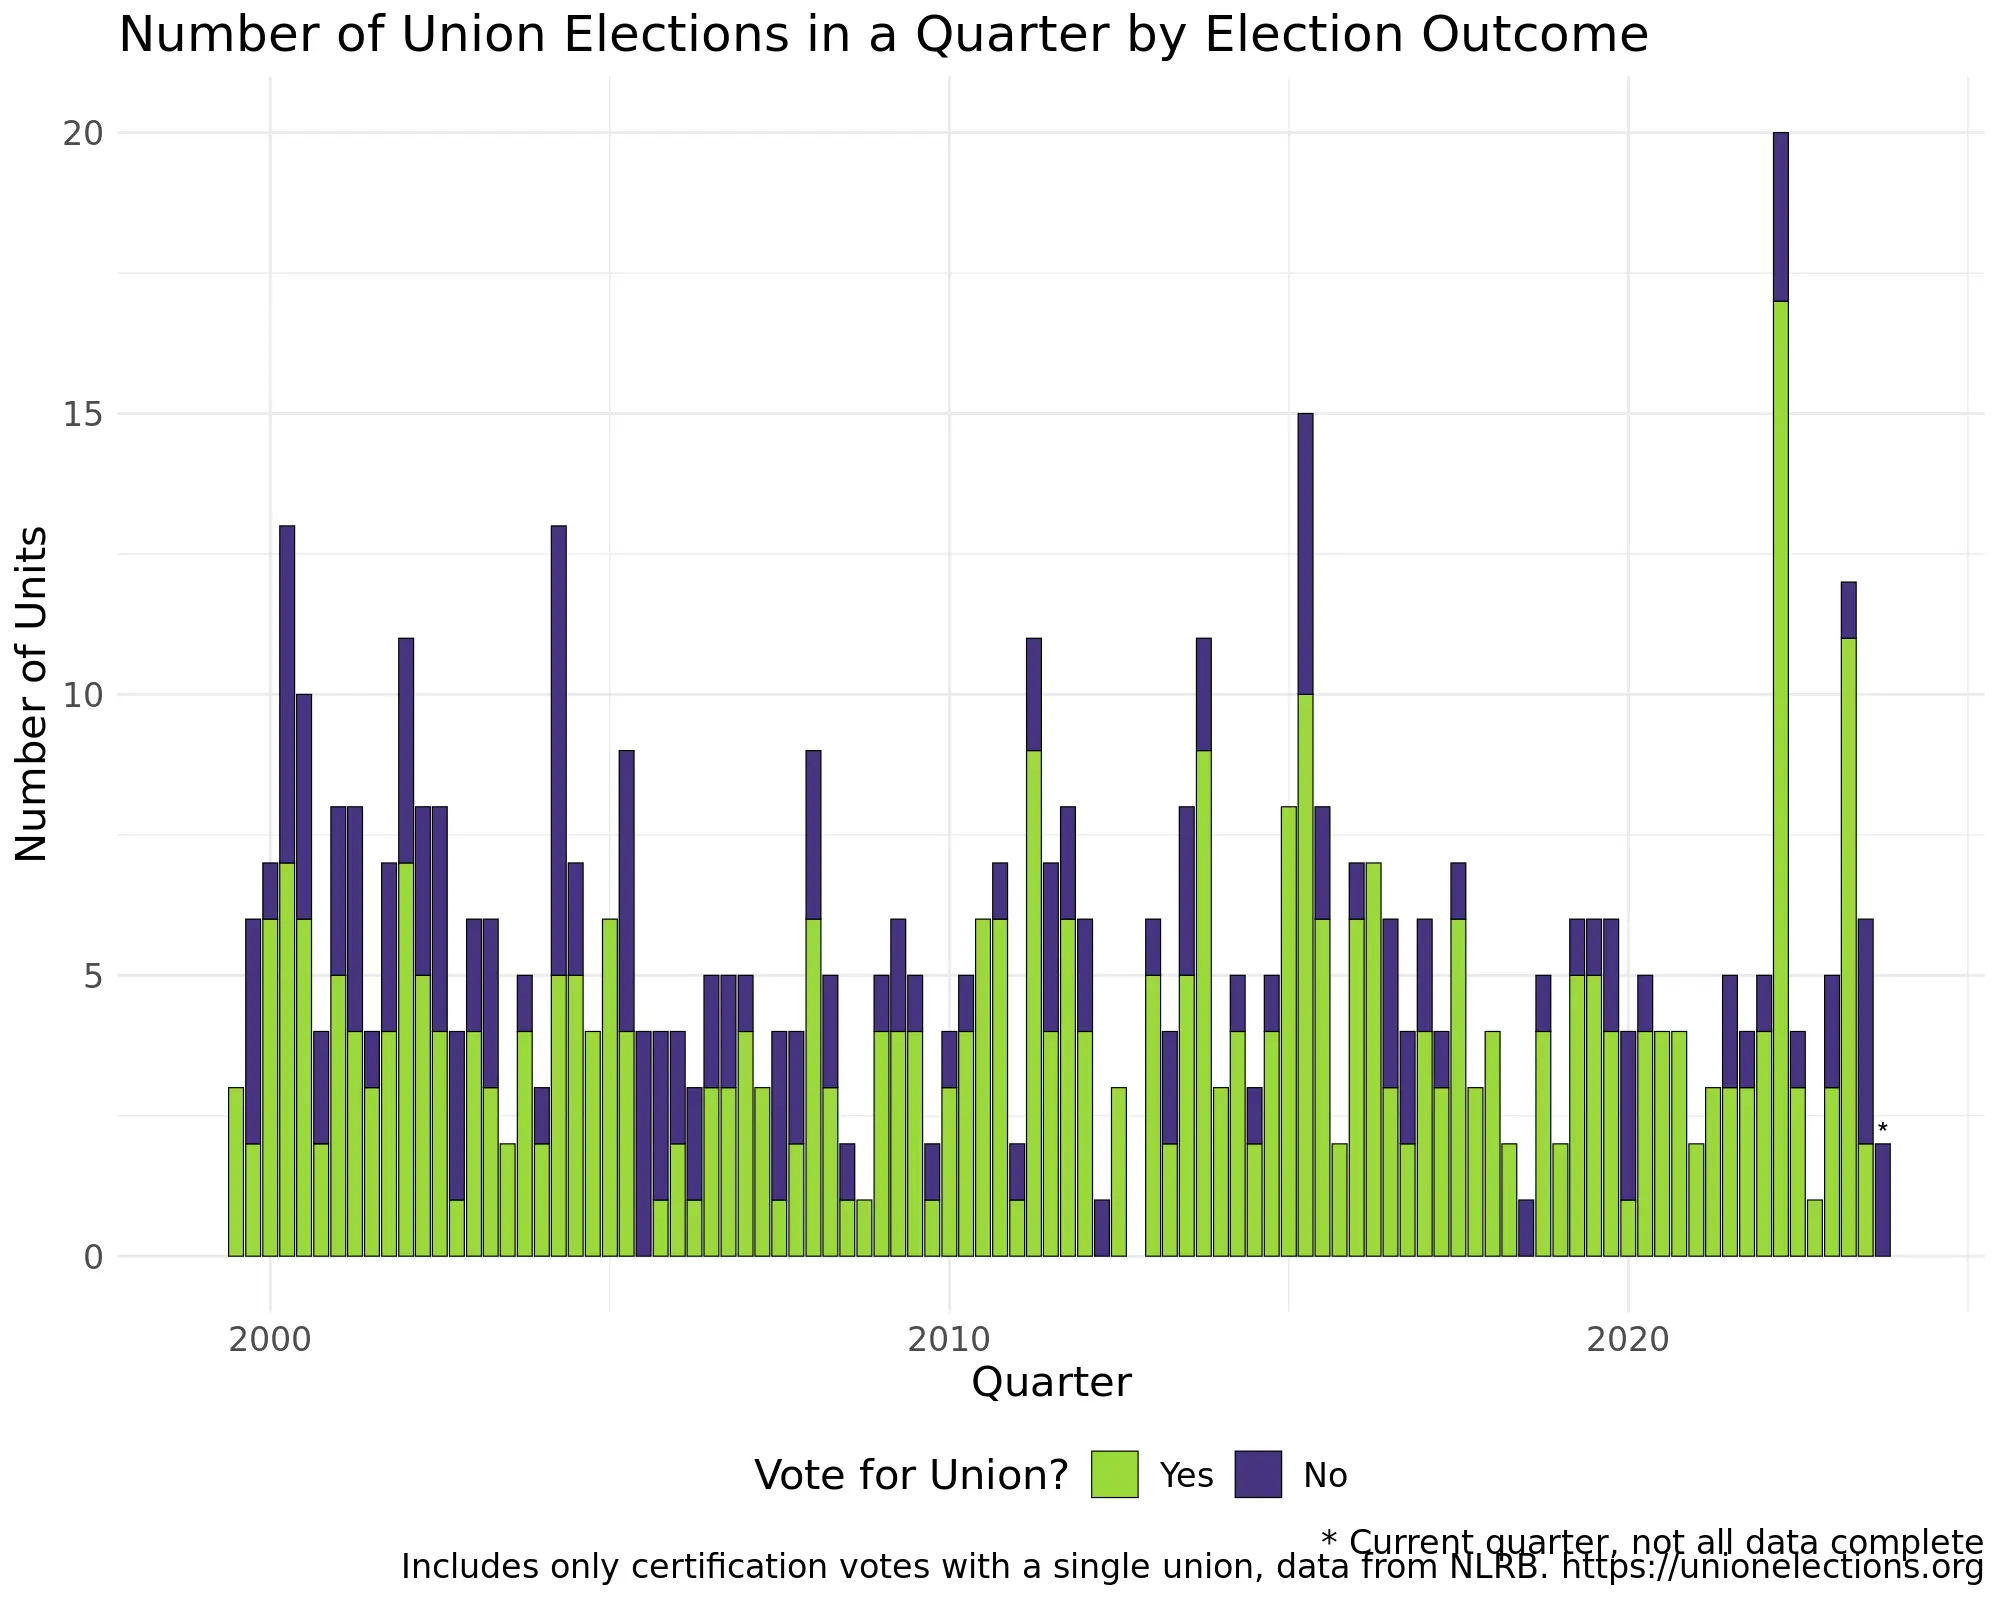 Number of Union Elections in a Quarter by Election Outcome
20
15
10
5
0
Number of Units
*
2000
2010
2020
Quarter
Vote for Union?
Yes
No
* Current quarter, not all data complete
Includes only certification votes with a single union, data from NLRB. https://unionelections.org